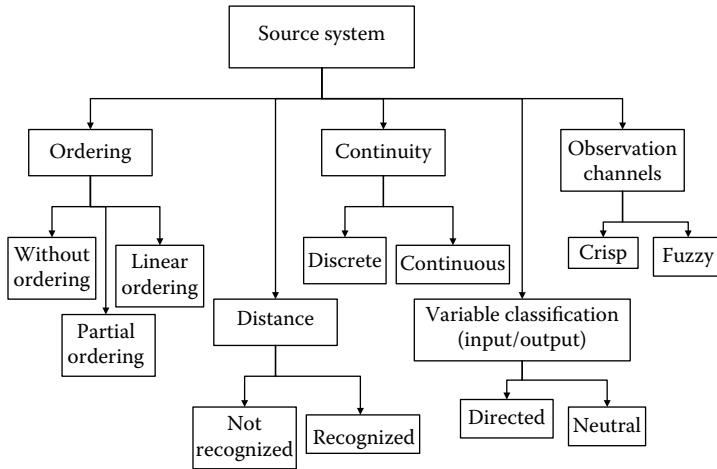 Source system
Ordering
Continuity
Observation
channels
Without
ordering
Linear
ordering
Discrete
Continuous
Crisp
Fuzzy
Partial
ordering
Distance
Variable classification
(input/output)
Not
recognized
Recognized
Directed
Neutral